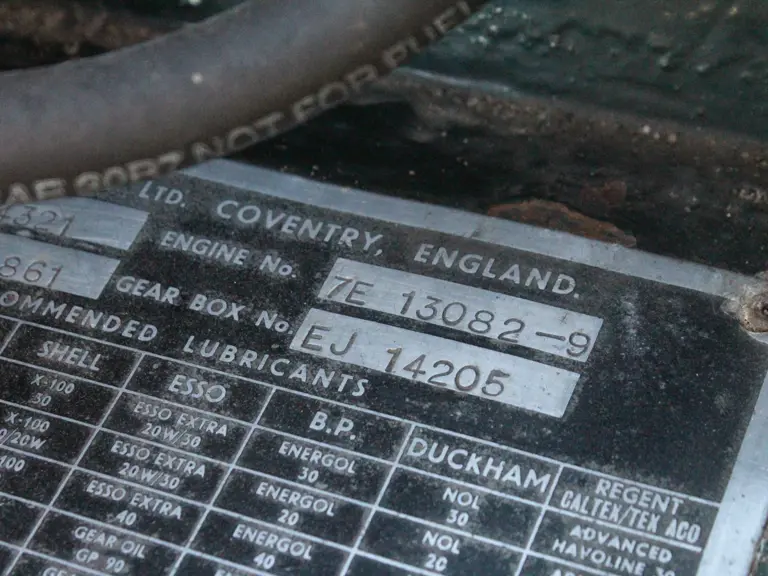 SAE 30R7 NOT FOR FUEL
LTD. COVENTRY, ENGLAND.
4321 ENGINE No. 7E 13082-9
861 GEAR BOX No EJ 14205
COMMENDED LUBRICANTS
SHELL ESSO B.P. DUCKHAM REGENT CALTEX/TEXACO
X-100 30 ESSO EXTRA 20W/30 ENERGOL 30 NOL 30 ADVANCED HAVOLINE 30
X-100 20/20W ESSO EXTRA 20W/30 ENERGOL 20 NOL 20
100 ESSO EXTRA 40 ENERGOL 40
GEAR OIL GP 90
GEAR